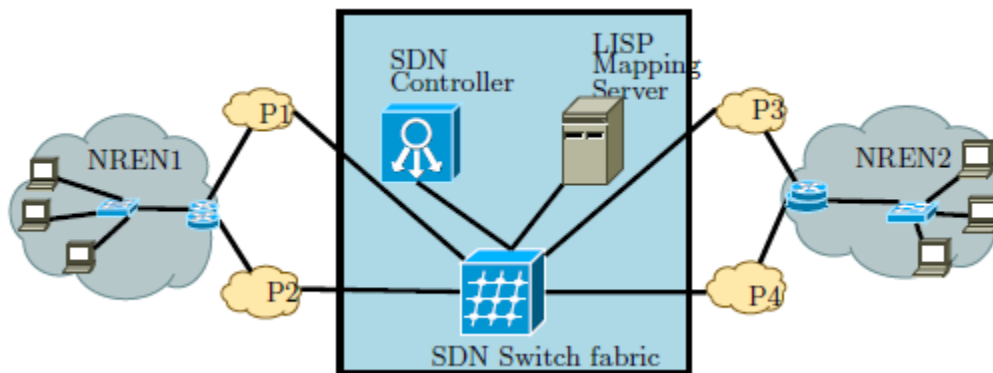 SDN
Controller
LISP
Mapping
Server
P1
P3
NREN1
NREN2
P2
P4
SDN Switch fabric